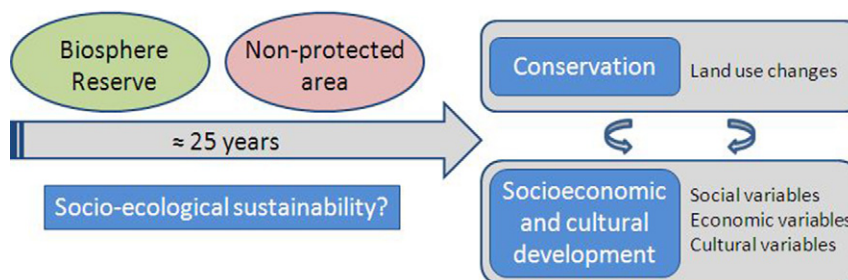 Biosphere
Reserve
Non-protected
area
≈ 25 years
Socio-ecological sustainability?
Conservation
Land use changes
Socioeconomic
and cultural
development
Social variables
Economic variables
Cultural variables